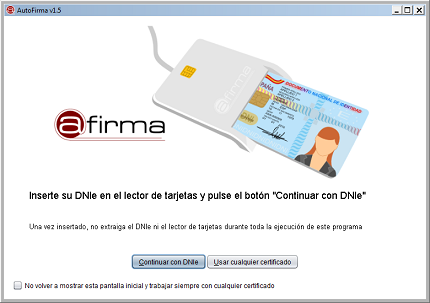 AutoFirma v1.5
DOCUMENTO NACIONAL DE IDENTIDAD
ESPAÑA
@firma
@firma
Inserte su DNIe en el lector de tarjetas y pulse el botón "Continuar con DNIe"
Una vez insertado, no extraiga el DNIe ni el lector de tarjetas durante toda la ejecución de este programa
Continuar con DNIe
Usar cualquier certificado
No volver a mostrar esta pantalla inicial y trabajar siempre con cualquier certificado